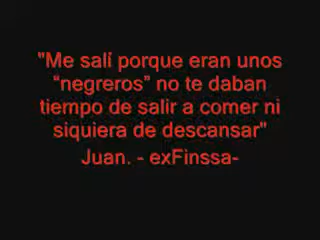 "Me salí porque eran unos
“negreros” no te daban
tiempo de salir a comer ni
siquiera de descansar"
Juan. - exFinssa-